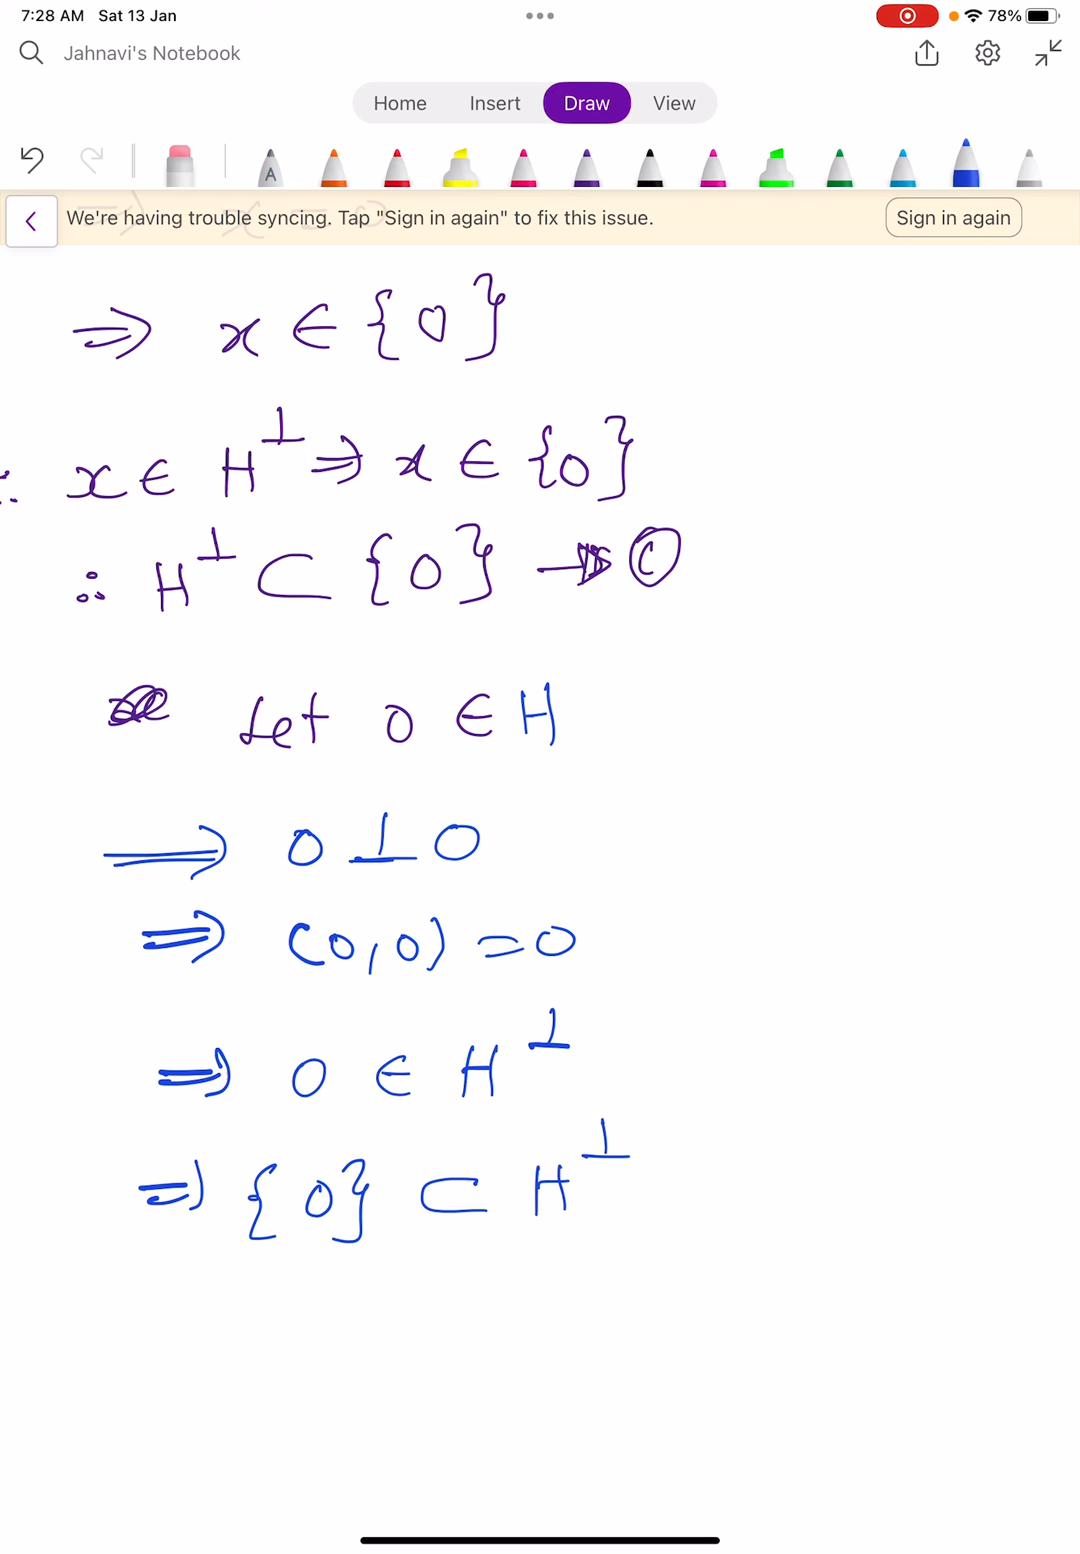 7:28 AM Sat 13 Jan
78%
Jahnavi's Notebook
Home Insert Draw View
A
We're having trouble syncing. Tap "Sign in again" to fix this issue.
Sign in again
⇒ x ∈ {0}
∴ x ∈ H^⊥ ⇒ x ∈ {0}
∴ H^⊥ ⊂ {0} → ①
Let 0 ∈ H
⇒ 0 ⊥ 0
⇒ (0,0) = 0
⇒ 0 ∈ H^⊥
⇒ {0} ⊂ H^⊥